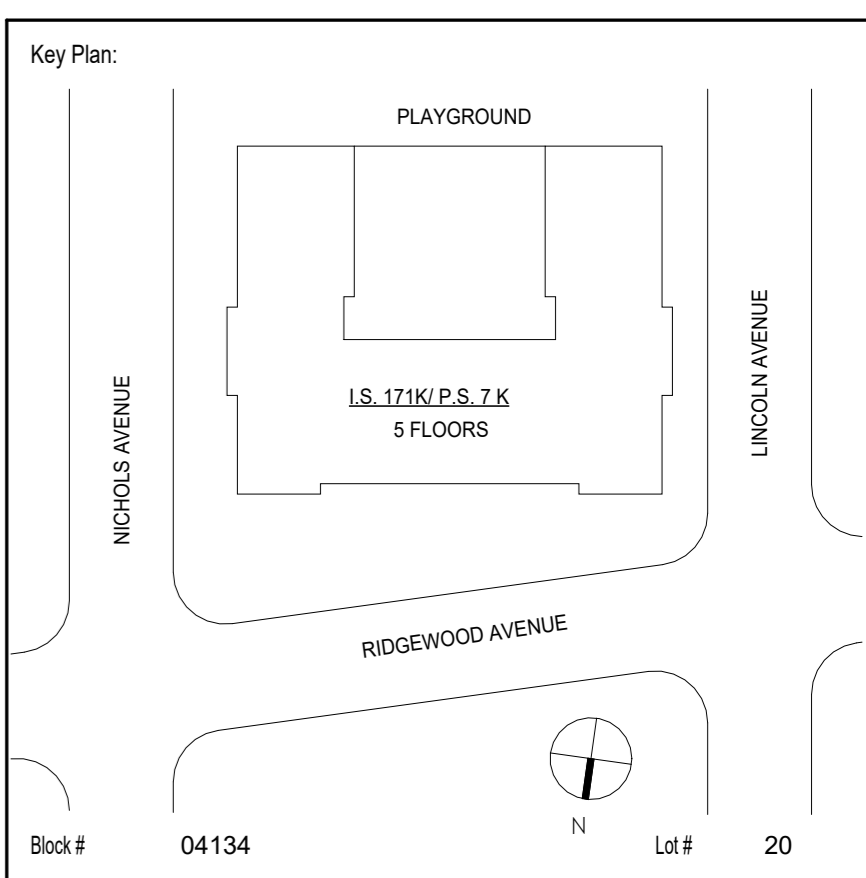 Key Plan:
PLAYGROUND
NICHOLS AVENUE
LINCOLN AVENUE
I.S. 171K/ P.S. 7 K
5 FLOORS
RIDGEWOOD AVENUE
N
Block # 04134 Lot # 20